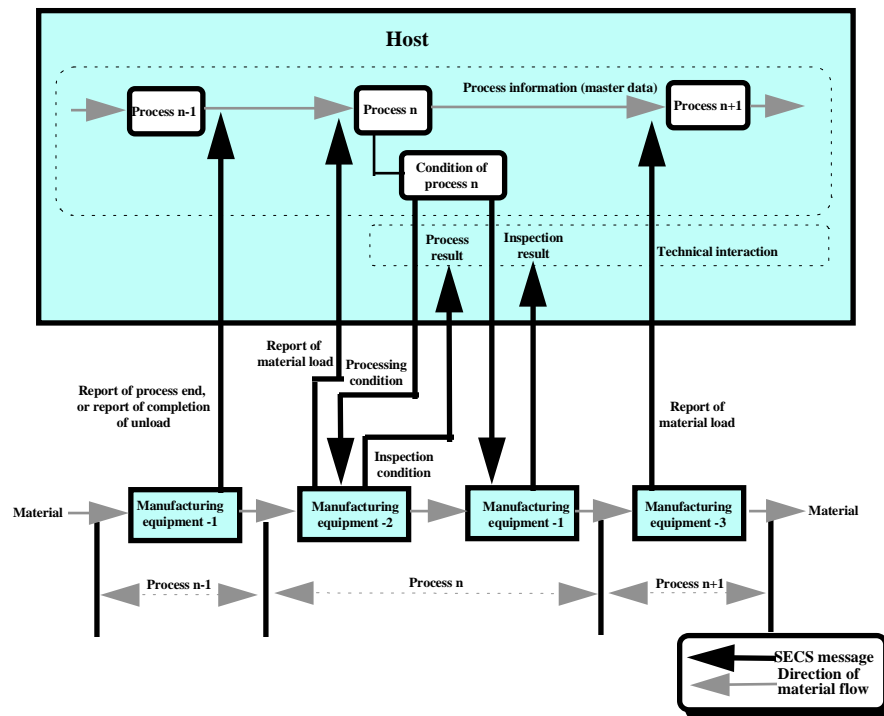 Host
Process information (master data)
Process n-1
Process n
Process n+1
Condition of
process n
Process
result
Inspection
result
Technical interaction
Report of
material load
Processing
condition
Report of process end,
or report of completion
of unload
Report of
material load
Inspection
condition
Material
Manufacturing
equipment -1
Manufacturing
equipment -2
Manufacturing
equipment -1
Manufacturing
equipment -3
Material
Process n-1
Process n
Process n+1
SECS message
Direction of
material flow